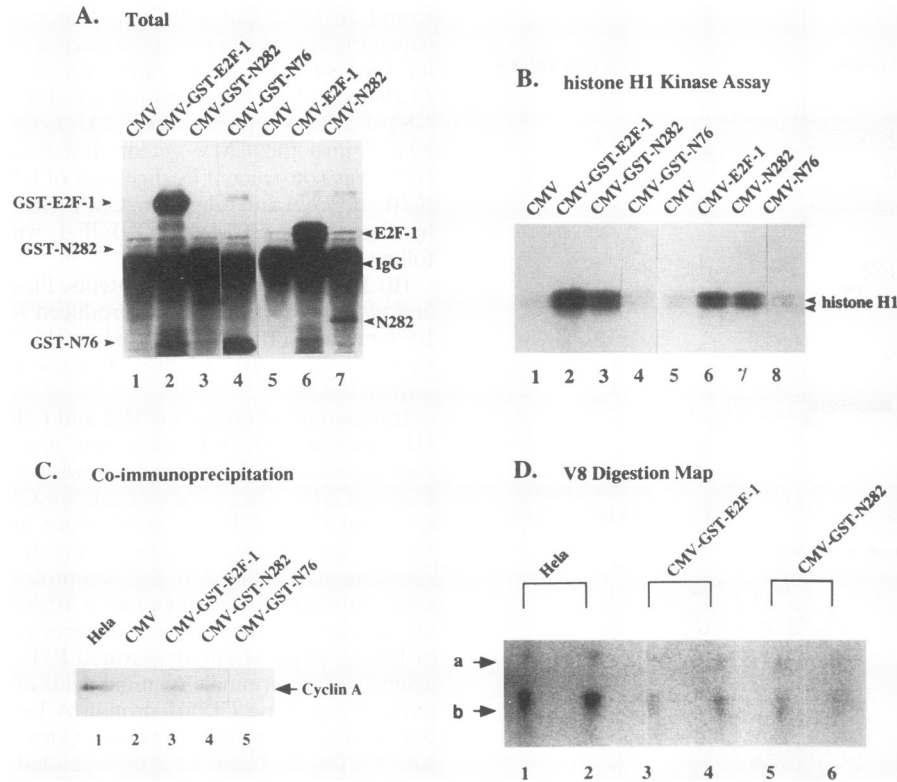 A. Total
CMV
CMV-GST-E2F-1
CMV-GST-N282
CMV-GST-N76
CMV
CMV-E2F-1
CMV-N282
GST-E2F-1
GST-N282
GST-N76
E2F-1
IgG
N282
1 2 3 4 5 6 7
B. histone H1 Kinase Assay
CMV
CMV-GST-E2F-1
CMV-GST-N282
CMV-GST-N76
CMV
CMV-E2F-1
CMV-N282
CMV-N76
histone H1
1 2 3 4 5 6 7 8
C. Co-immunoprecipitation
Hela
CMV
CMV-GST-E2F-1
CMV-GST-N282
CMV-GST-N76
Cyclin A
1 2 3 4 5
D. V8 Digestion Map
Hela
CMV-GST-E2F-1
CMV-GST-N282
a
b
1 2 3 4 5 6